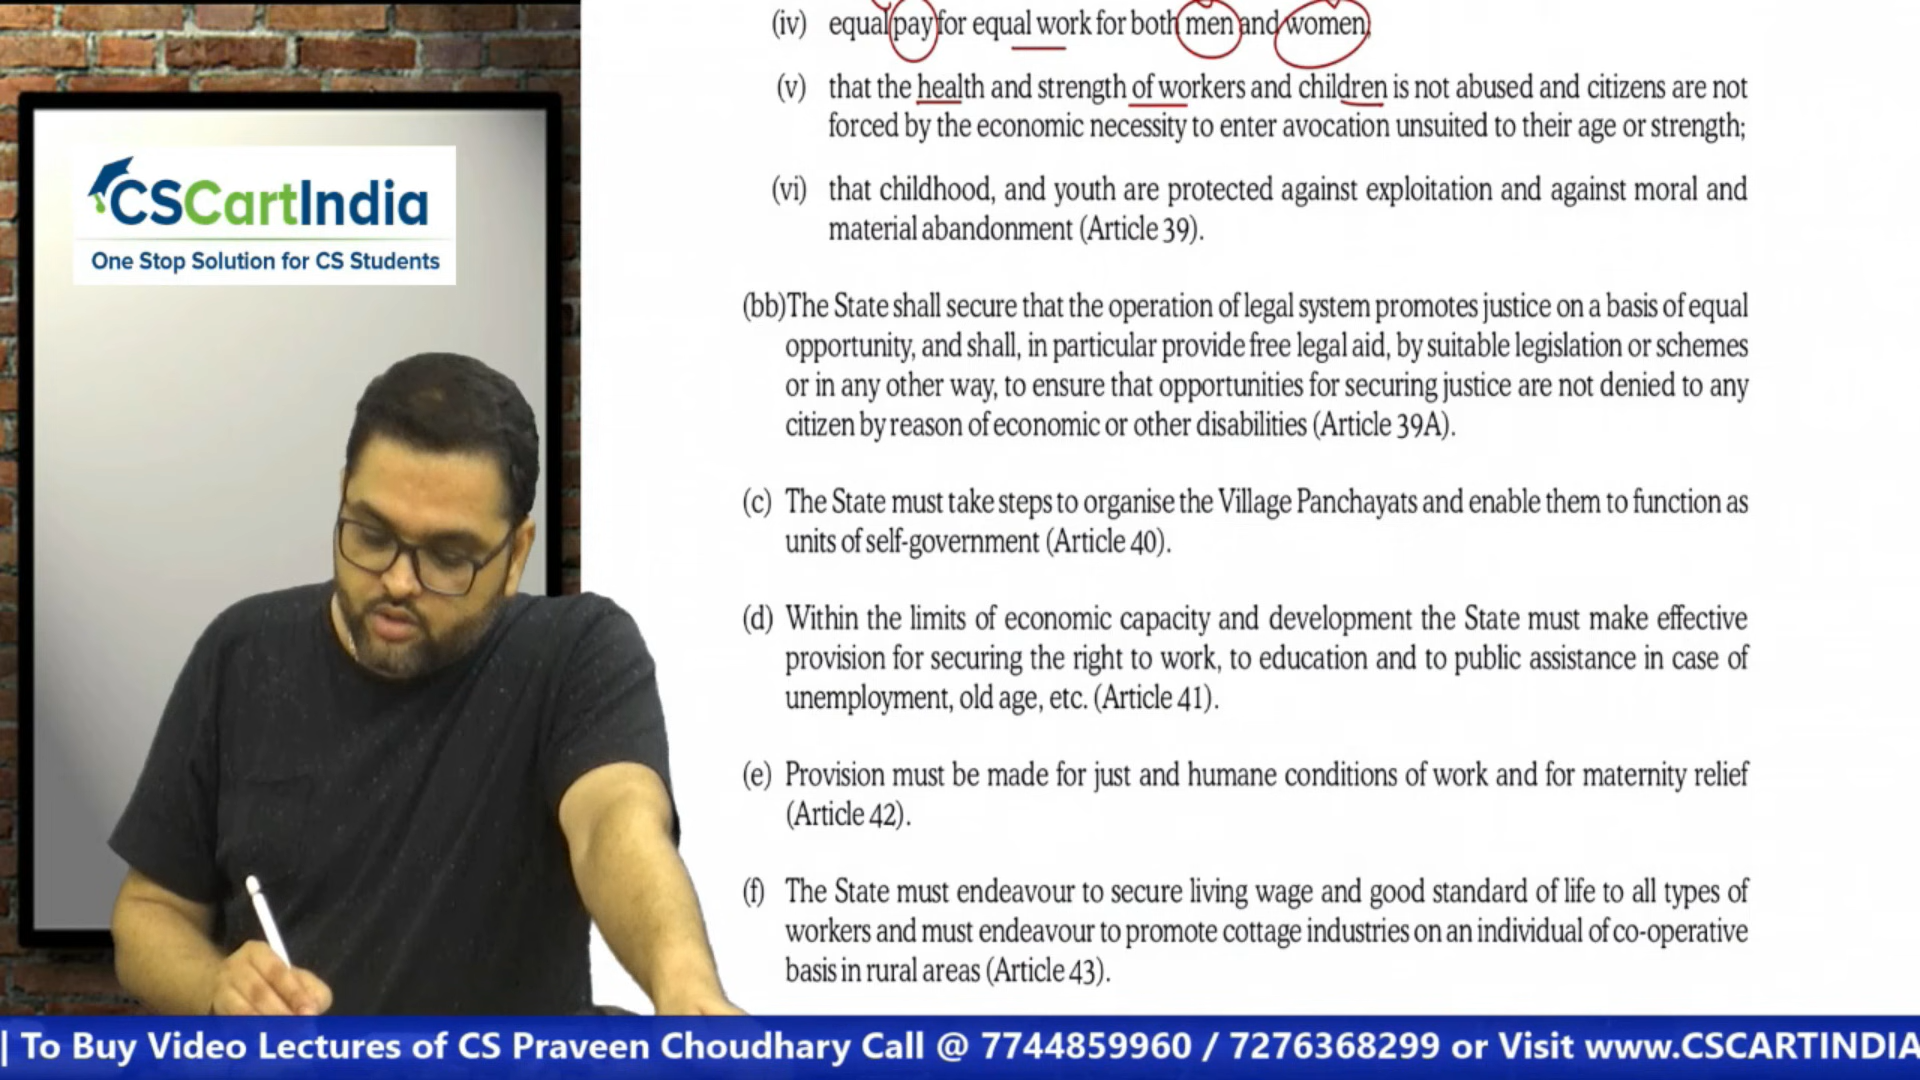 (iv) equal pay for equal work for both men and women,
(v) that the health and strength of workers and children is not abused and citizens are not
forced by the economic necessity to enter avocation unsuited to their age or strength;
(vi) that childhood, and youth are protected against exploitation and against moral and
material abandonment (Article 39).
CSCartIndia
One Stop Solution for CS Students
(bb)The State shall secure that the operation of legal system promotes justice on a basis of equal
opportunity, and shall, in particular provide free legal aid, by suitable legislation or schemes
or in any other way, to ensure that opportunities for securing justice are not denied to any
citizen by reason of economic or other disabilities (Article 39A).
(c) The State must take steps to organise the Village Panchayats and enable them to function as
units of self-government (Article 40).
(d) Within the limits of economic capacity and development the State must make effective
provision for securing the right to work, to education and to public assistance in case of
unemployment, old age, etc. (Article 41).
(e) Provision must be made for just and humane conditions of work and for maternity relief
(Article 42).
(f) The State must endeavour to secure living wage and good standard of life to all types of
workers and must endeavour to promote cottage industries on an individual of co-operative
basis in rural areas (Article 43).
| To Buy Video Lectures of CS Praveen Choudhary Call @ 7744859960 / 7276368299 or Visit www.CSCARTINDIA